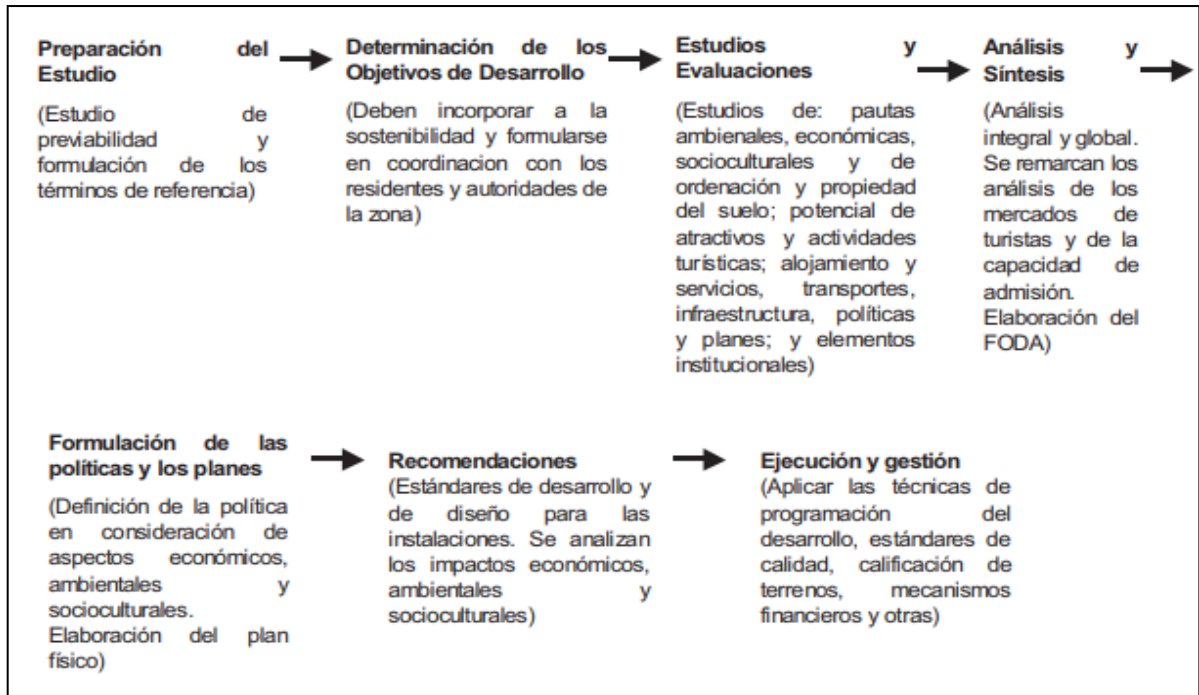 Preparación del
Estudio
(Estudio de
previabilidad y
formulación de los
términos de referencia)
Determinación de los
Objetivos de Desarrollo
(Deben incorporar a la
sostenibilidad y formularse
en coordinacion con los
residentes y autoridades de
la zona)
Estudios y
Evaluaciones
(Estudios de: pautas
ambienales, económicas,
socioculturales y de
ordenación y propiedad
del suelo; potencial de
atractivos y actividades
turísticas; alojamiento y
servicios, transportes,
infraestructura, políticas
y planes; y elementos
institucionales)
Análisis y
Síntesis
(Análisis
integral y global.
Se remarcan los
análisis de los
mercados de
turistas y de la
capacidad de
admisión.
Elaboración del
FODA)
Formulación de las
políticas y los planes
(Definición de la política
en consideración de
aspectos económicos,
ambientales y
socioculturales.
Elaboración del plan
físico)
Recomendaciones
(Estándares de desarrollo y
de diseño para las
instalaciones. Se analizan
los impactos económicos,
ambientales y
socioculturales)
Ejecución y gestión
(Aplicar las técnicas de
programación del
desarrollo, estándares de
calidad, calificación de
terrenos, mecanismos
financieros y otras)